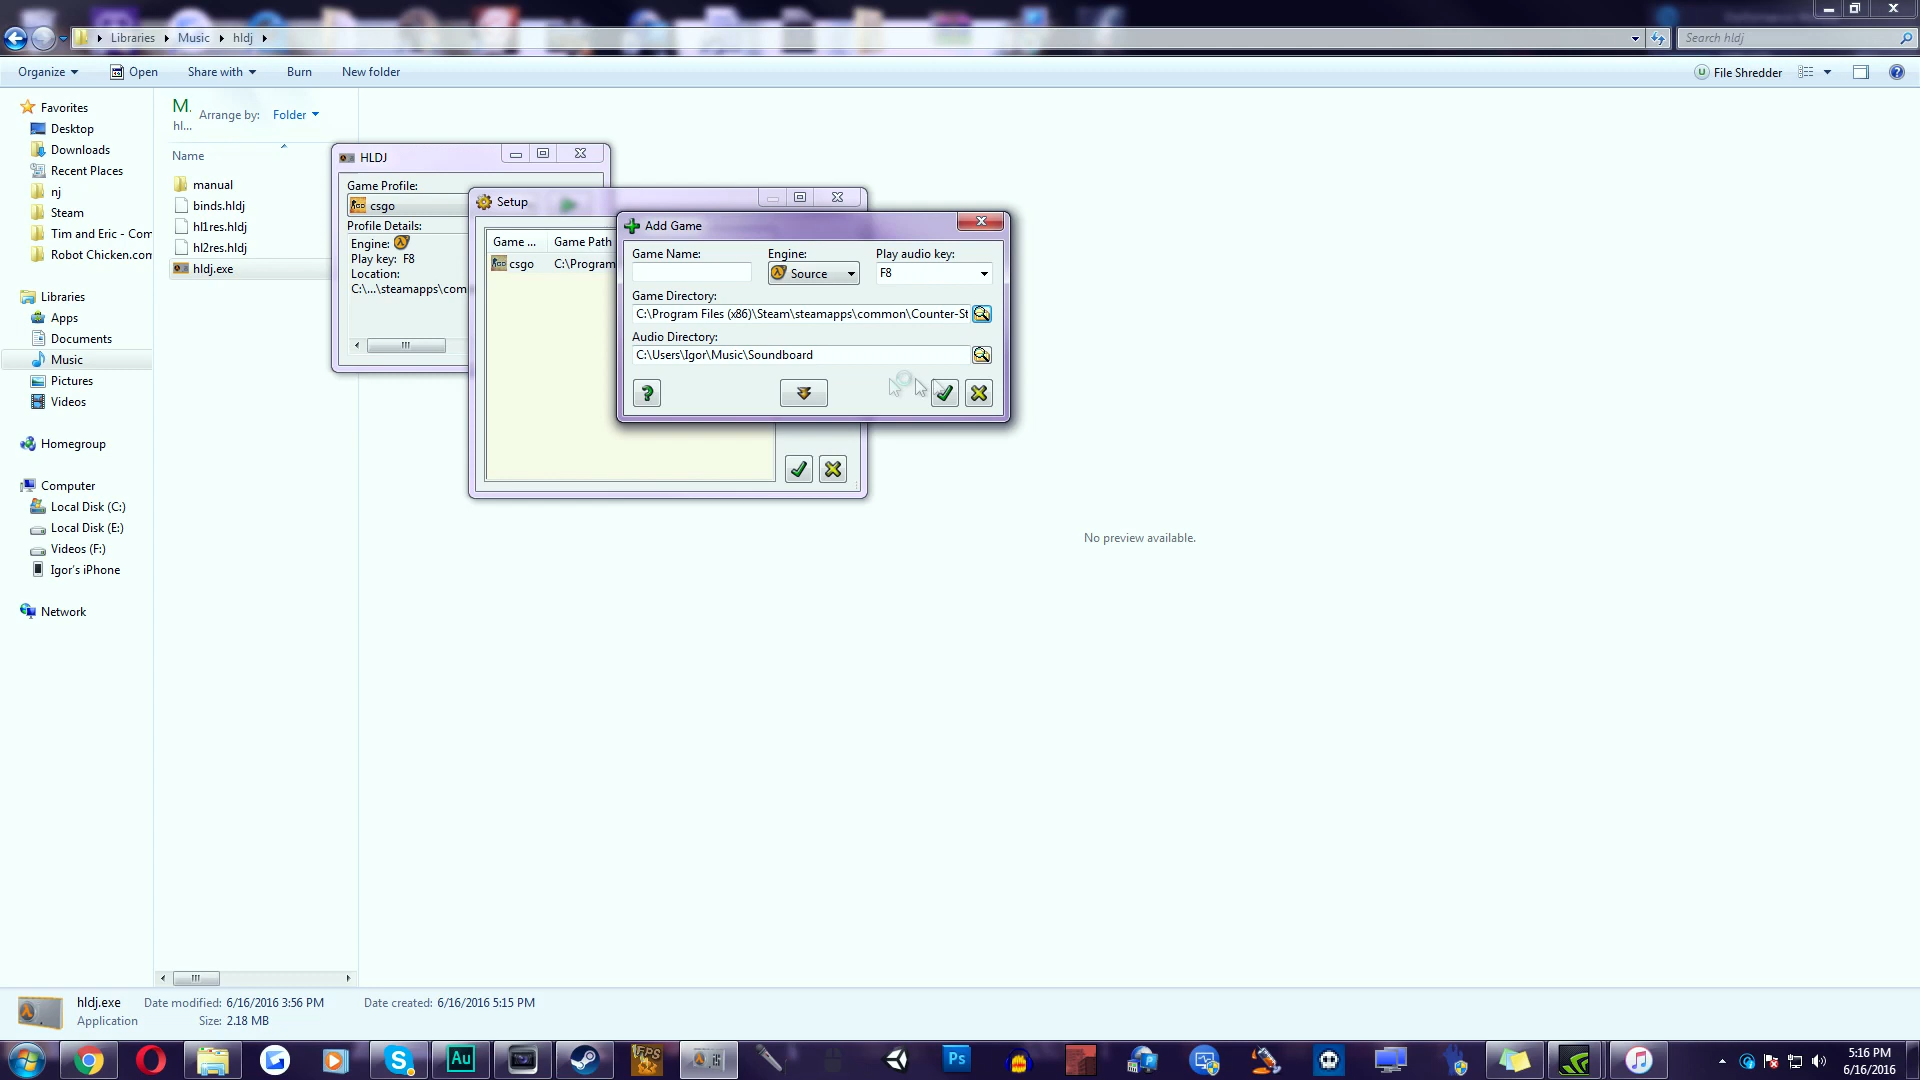 Libraries Music hldj
Search hldj
Organize Open Share with Burn New folder
File Shredder
Favorites
Desktop
Downloads
Recent Places
nj
Steam
Tim and Eric - Com
Robot Chicken.com
Libraries
Apps
Documents
Music
Pictures
Videos
Homegroup
Computer
Local Disk (C:)
Local Disk (E:)
Videos (F:)
Igor's iPhone
Network
M.
hl...
Arrange by: Folder
Name
manual
binds.hldj
hl1res.hldj
hl2res.hldj
hldj.exe
HLDJ
Game Profile:
csgo
Profile Details:
Engine:
Play key: F8
Location:
C:\...\steamapps\com
Setup
Game ... Game Path
csgo C:\Program
Add Game
Game Name: Engine: Play audio key:
Source F8
Game Directory:
C:\Program Files (x86)\Steam\steamapps\common\Counter-St
Audio Directory:
C:\Users\Igor\Music\Soundboard
No preview available.
hldj.exe Date modified: 6/16/2016 3:56 PM Date created: 6/16/2016 5:15 PM
Application Size: 2.18 MB
Au
FPS
Ps
5:16 PM
6/16/2016